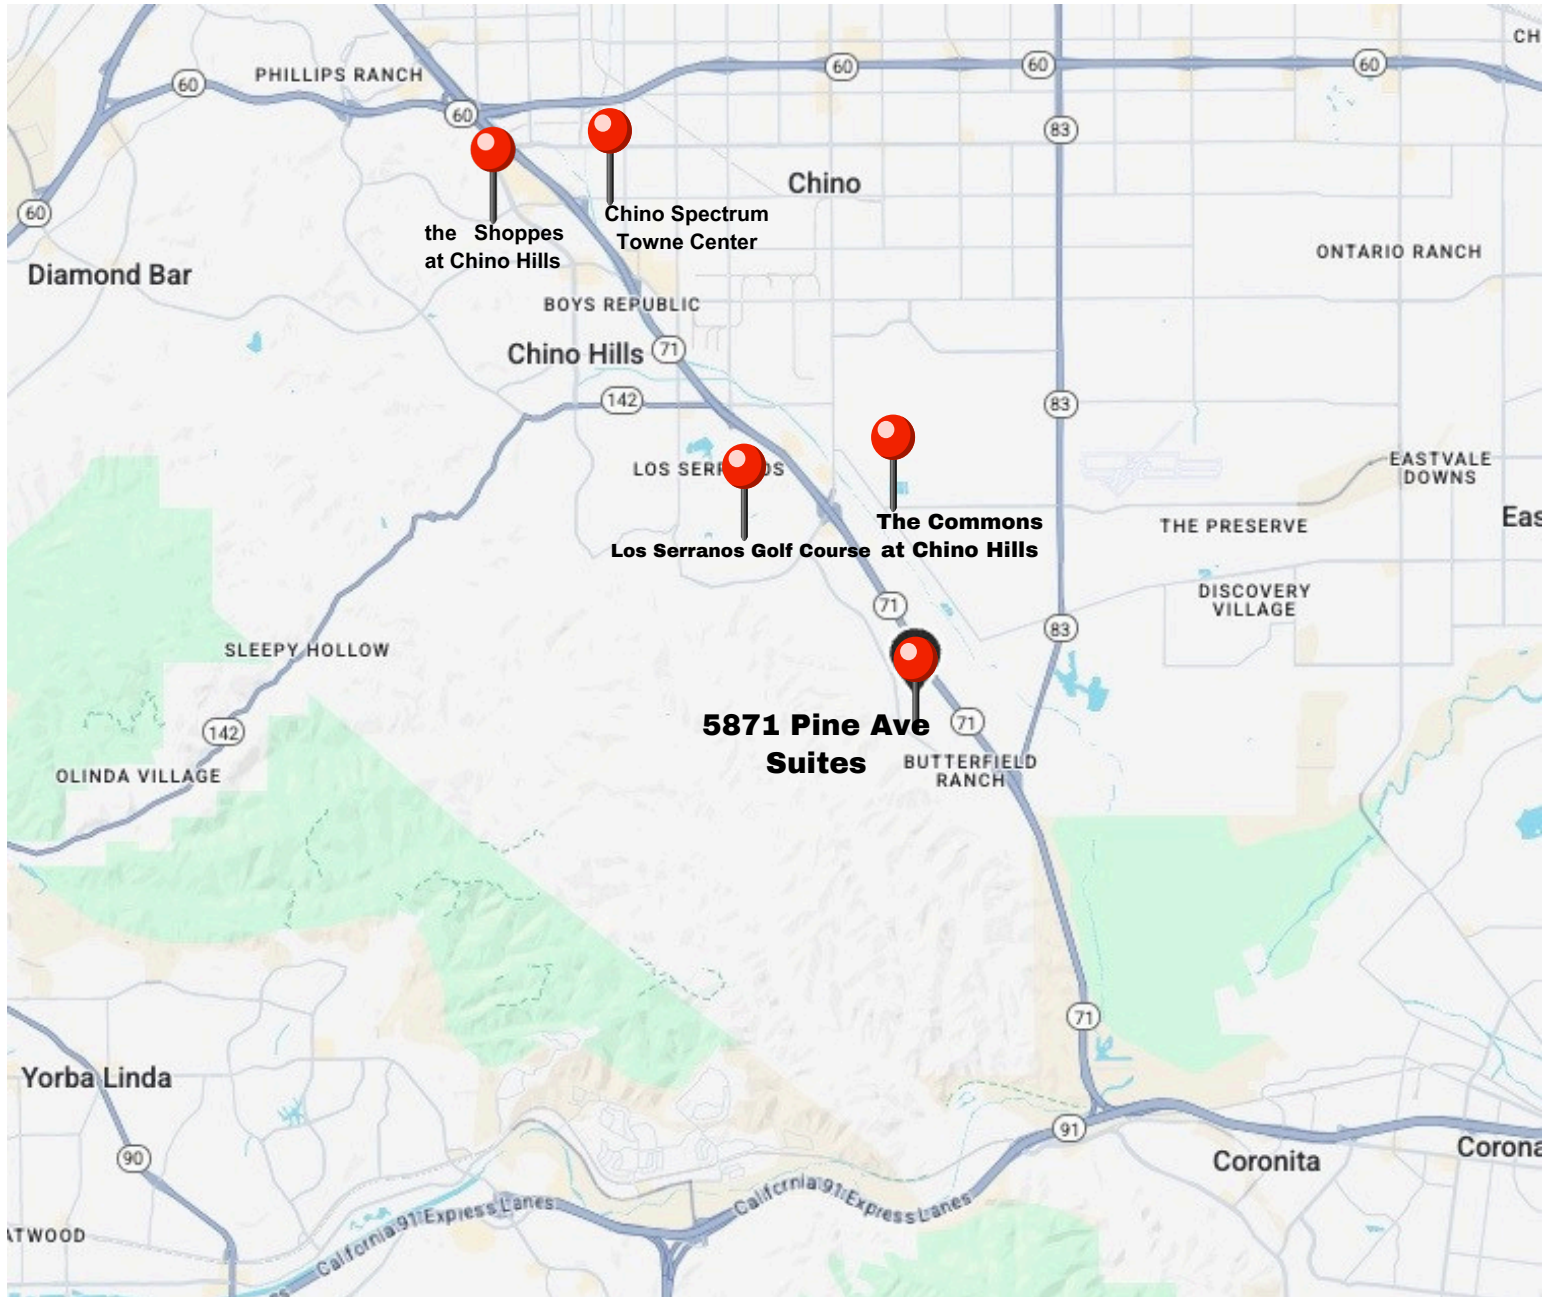 CH
PHILLIPS RANCH
60
60
60
60
60
60
83
Chino
the Shoppes
at Chino Hills
Chino Spectrum
Towne Center
Diamond Bar
ONTARIO RANCH
BOYS REPUBLIC
Chino Hills
71
142
83
EASTVALE
DOWNS
The Commons
at Chino Hills
Los Serranos Golf Course
THE PRESERVE
Eas
DISCOVERY
VILLAGE
71
83
SLEEPY HOLLOW
5871 Pine Ave
Suites
71
142
BUTTERFIELD
RANCH
OLINDA VILLAGE
71
Yorba Linda
91
90
Coronita
Corona
California 91 Express Lanes
California 91 Express Lanes
ATWOOD
es